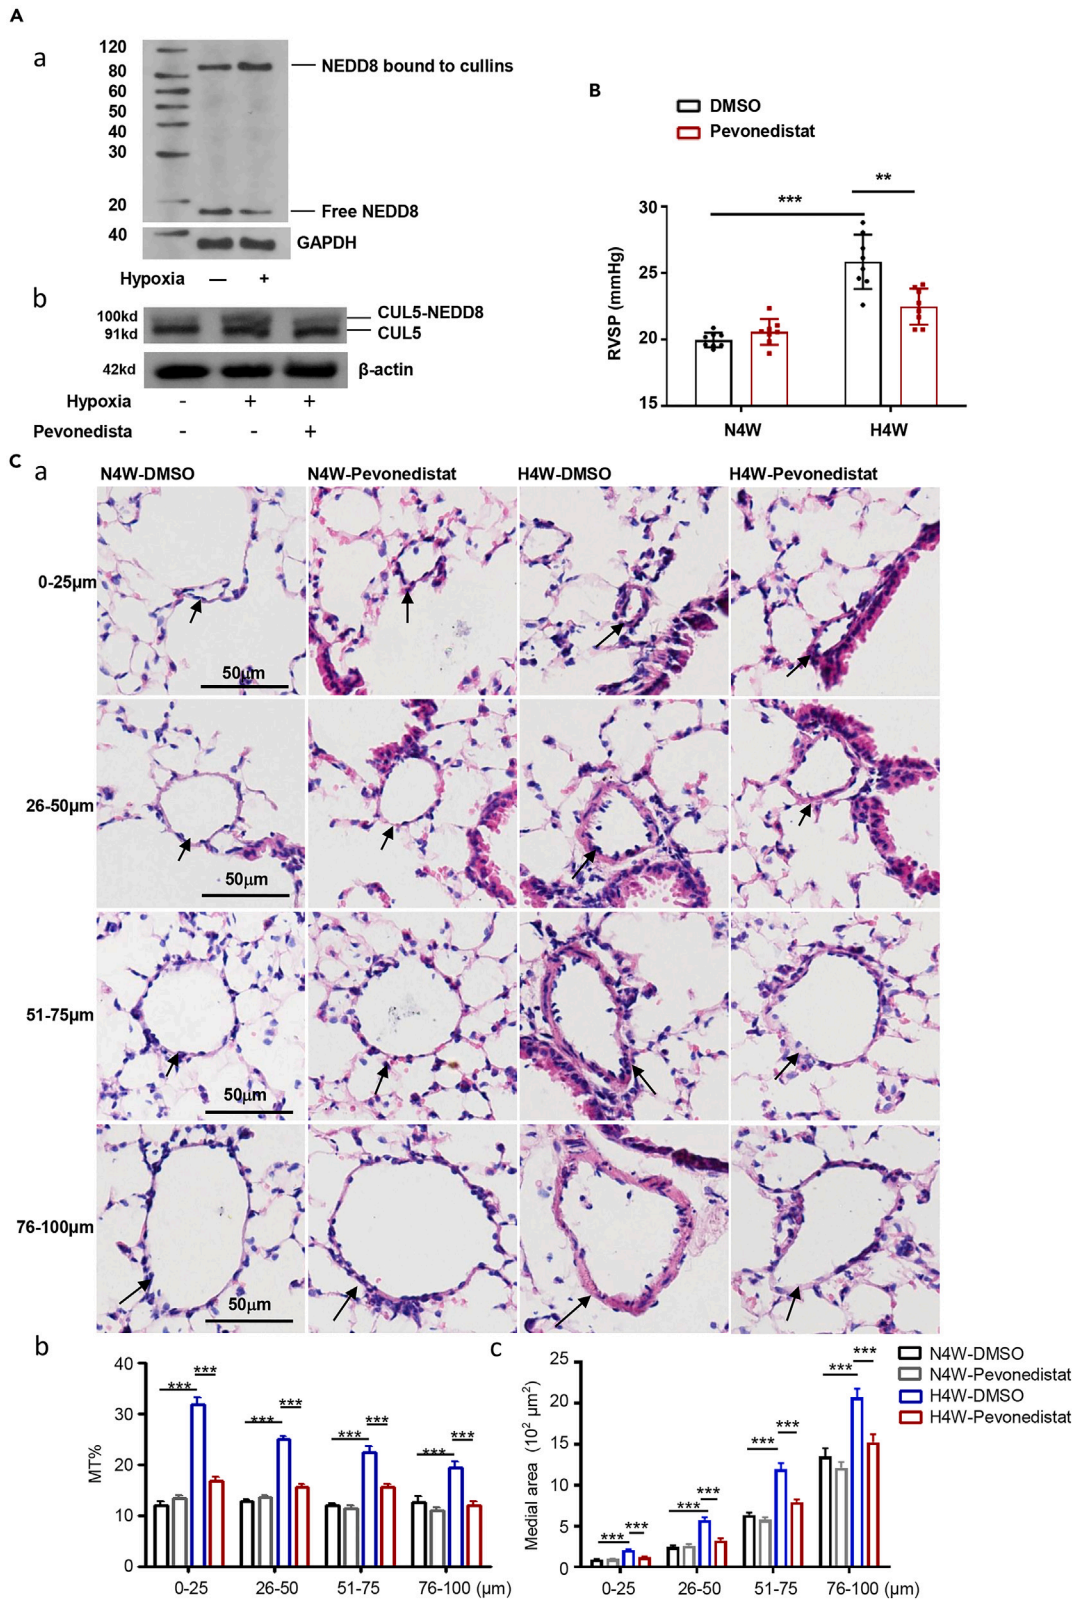 A
a
120
80
60
50
40
30
20
40
NEDD8 bound to cullins
Free NEDD8
GAPDH
Hypoxia — +
b
100kd
91kd
42kd
CUL5-NEDD8
CUL5
β-actin
Hypoxia - + +
Pevonedista - - +
B
DMSO
Pevonedistat
*** **
RVSP (mmHg)
30
25
20
15
N4W H4W
C
a
N4W-DMSO N4W-Pevonedistat H4W-DMSO H4W-Pevonedistat
0-25µm
50µm
26-50µm
50µm
51-75µm
50µm
76-100µm
50µm
b
MT%
40
30
20
10
0
*** ***
*** ***
*** ***
*** ***
0-25 26-50 51-75 76-100 (µm)
c
Medial area (10² µm²)
25
20
15
10
5
0
*** ***
*** ***
*** ***
*** ***
0-25 26-50 51-75 76-100 (µm)
N4W-DMSO
N4W-Pevonedistat
H4W-DMSO
H4W-Pevonedistat